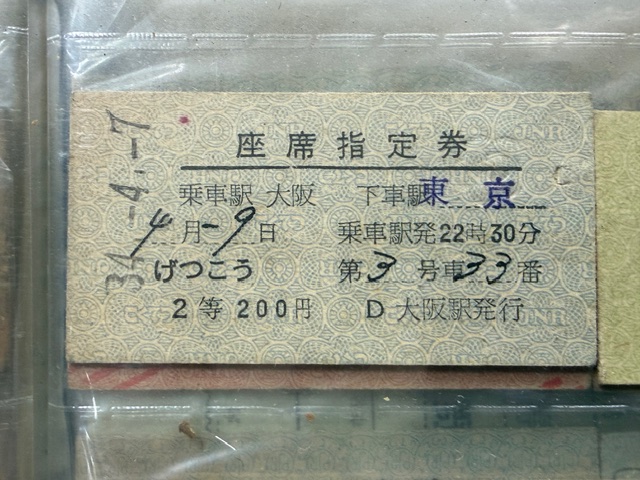 座席指定券
乗車駅 大阪 下車駅 東京
4月-9日 乗車駅発22時30分
げつこう 第3号車33番
2等200円 D 大阪駅発行
34.-4.-7